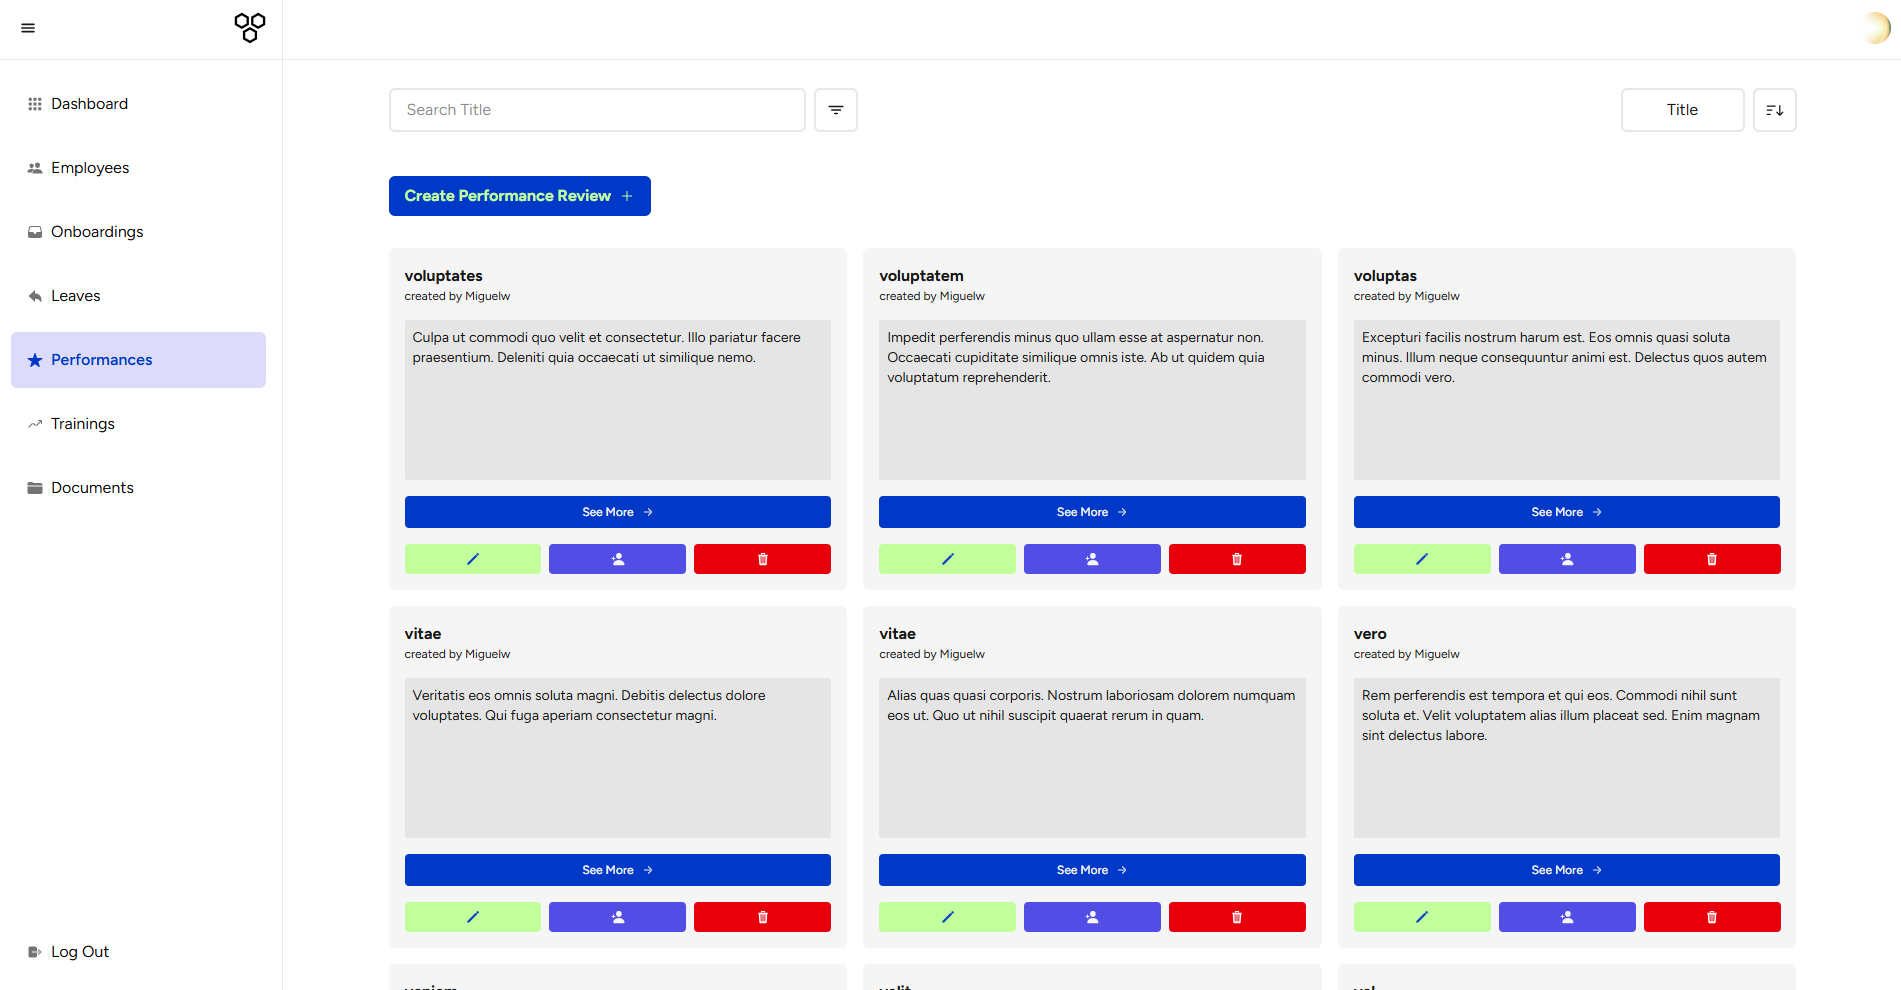 Dashboard
Employees
Onboardings
Leaves
Performances
Trainings
Documents
Log Out
Search Title
Title
Create Performance Review +
voluptates
created by Miguelw
Culpa ut commodi quo velit et consectetur. Illo pariatur facere
praesentium. Deleniti quia occaecati ut similique nemo.
See More →
voluptatem
created by Miguelw
Impedit perferendis minus quo ullam esse at aspernatur non.
Occaecati cupiditate similique omnis iste. Ab ut quidem quia
voluptatum reprehenderit.
See More →
voluptas
created by Miguelw
Excepturi facilis nostrum harum est. Eos omnis quasi soluta
minus. Illum neque consequuntur animi est. Delectus quos autem
commodi vero.
See More →
vitae
created by Miguelw
Veritatis eos omnis soluta magni. Debitis delectus dolore
voluptates. Qui fuga aperiam consectetur magni.
See More →
vitae
created by Miguelw
Alias quas quasi corporis. Nostrum laboriosam dolorem numquam
eos ut. Quo ut nihil suscipit quaerat rerum in quam.
See More →
vero
created by Miguelw
Rem perferendis est tempora et qui eos. Commodi nihil sunt
soluta et. Velit voluptatem alias illum placeat sed. Enim magnam
sint delectus labore.
See More →